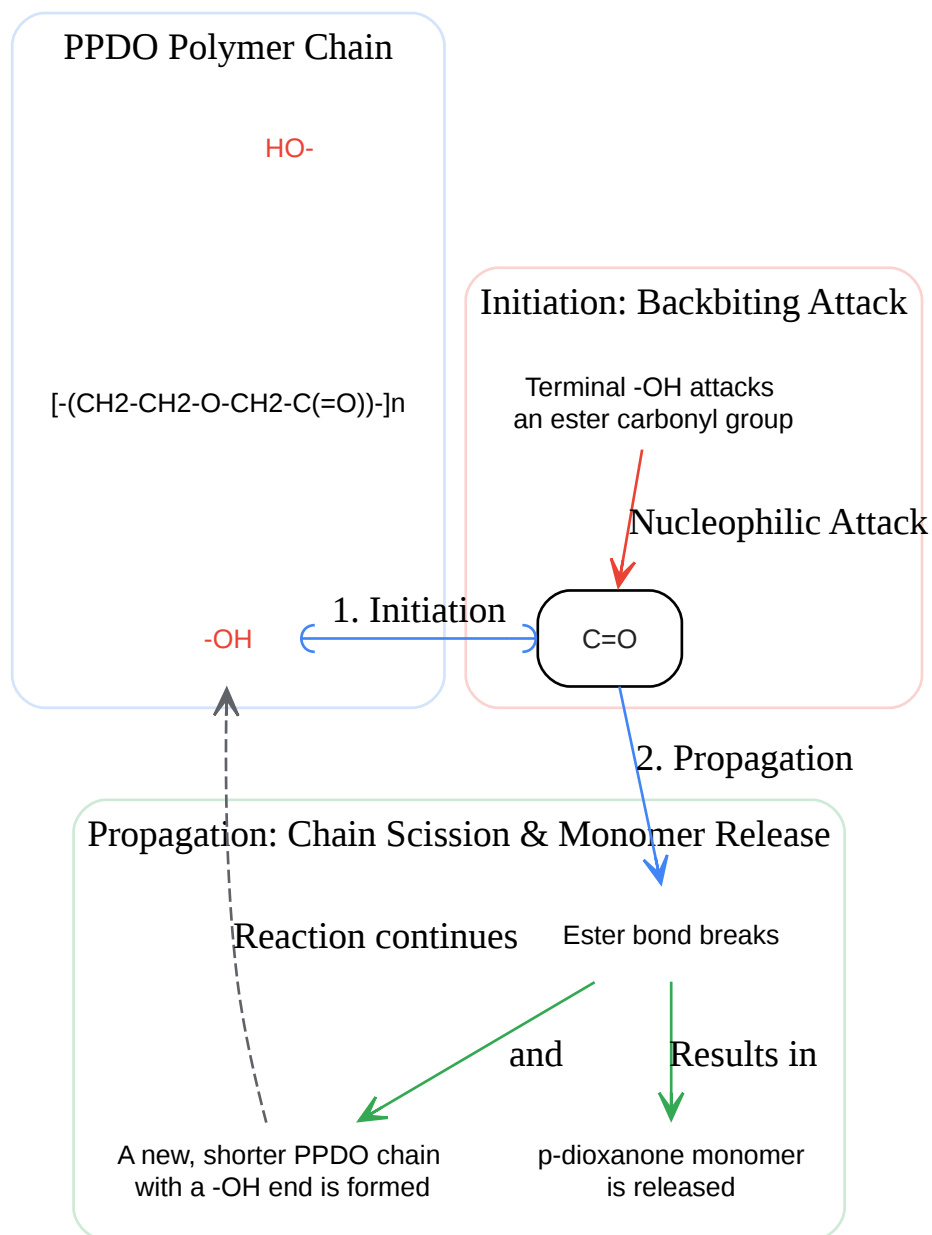 PPDO Polymer Chain
HO-
[-(CH2-CH2-O-CH2-C(=O))-]n
-OH
Initiation: Backbiting Attack
Terminal -OH attacks
an ester carbonyl group
Nucleophilic Attack
1. Initiation
C=O
2. Propagation
Propagation: Chain Scission & Monomer Release
Reaction continues
Ester bond breaks
and
Results in
A new, shorter PPDO chain
with a -OH end is formed
p-dioxanone monomer
is released